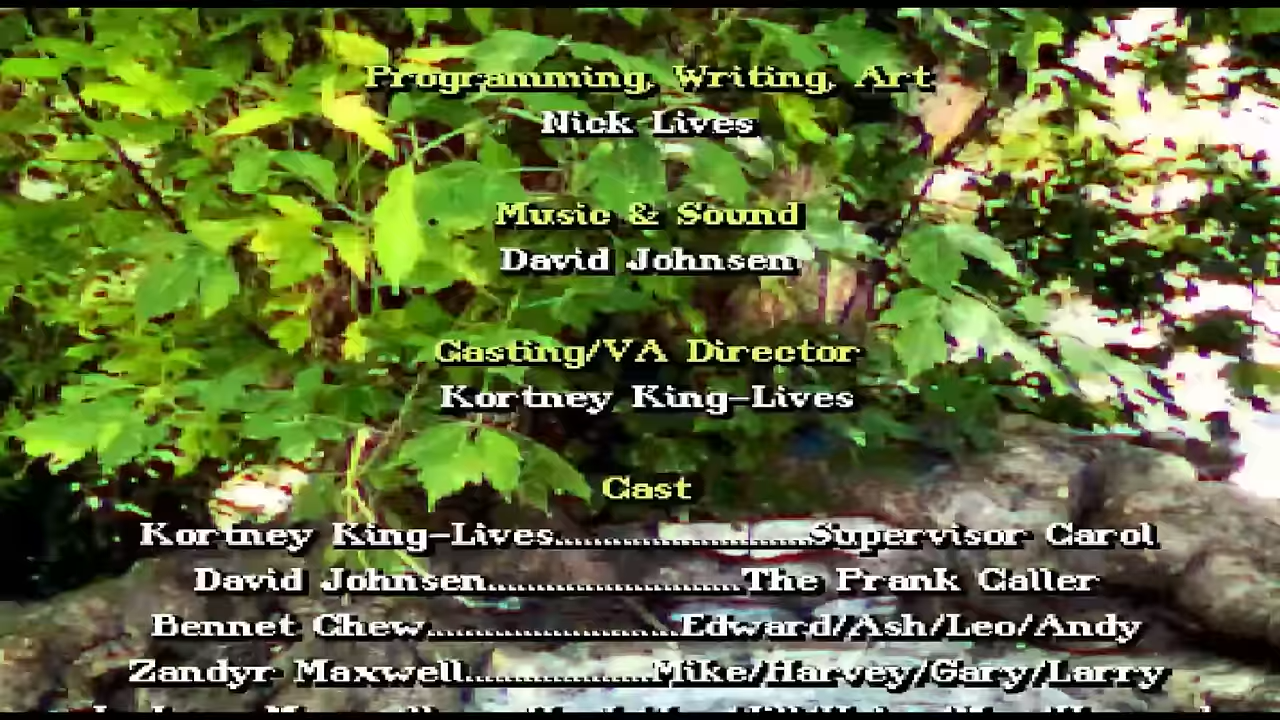 Programming, Writing, Art
Nick Lives
Music & Sound
David Johnsen
Casting/VA Director
Kortney King-Lives
Cast
Kortney King-Lives..........................Supervisor Carol
David Johnsen..........................The Prank Caller
Bennet Chew..........................Edward/Ash/Leo/Andy
Zandyr Maxwell...................Mike/Harvey/Gary/Larry